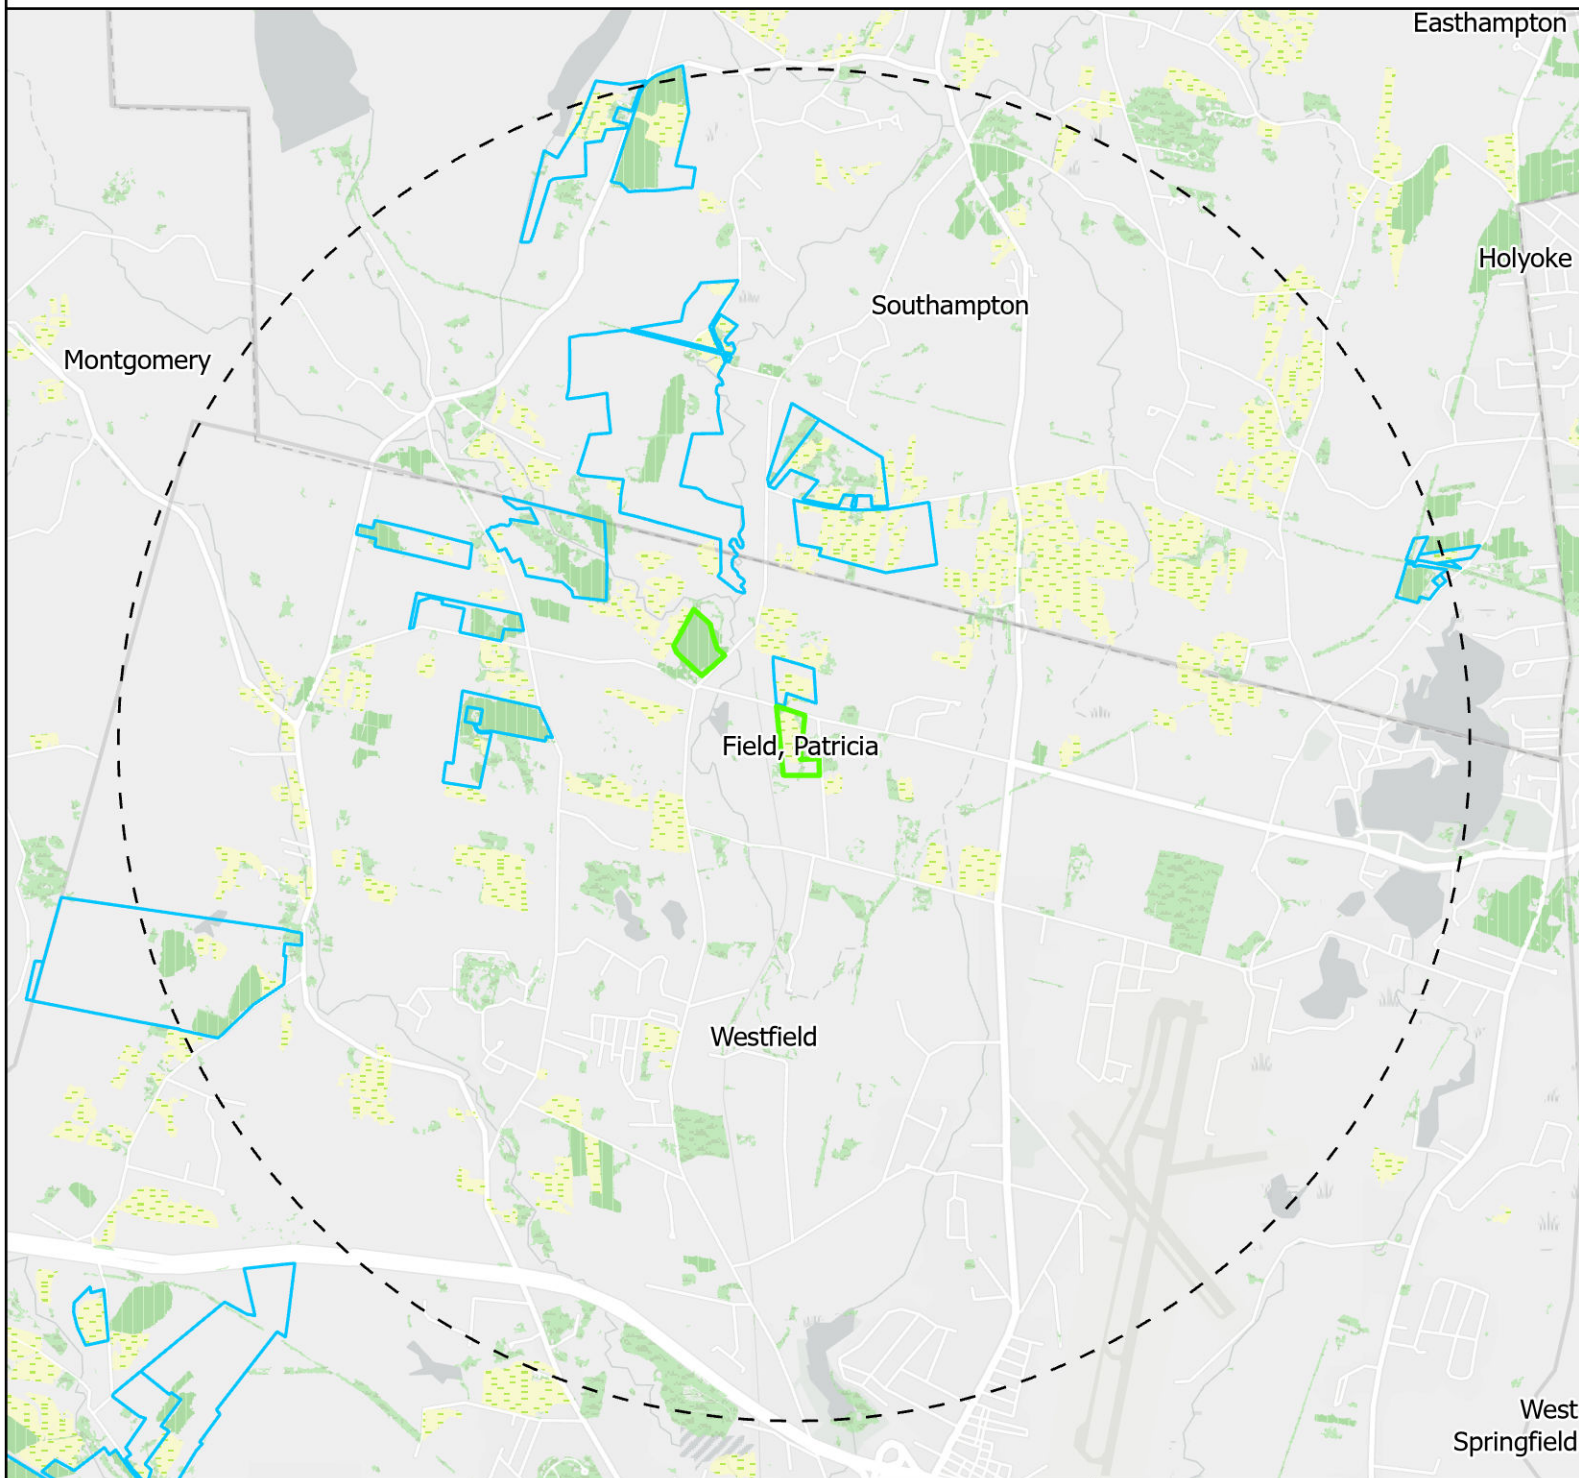 Easthampton
Holyoke
Southampton
Montgomery
Field, Patricia
Westfield
West
Springfield